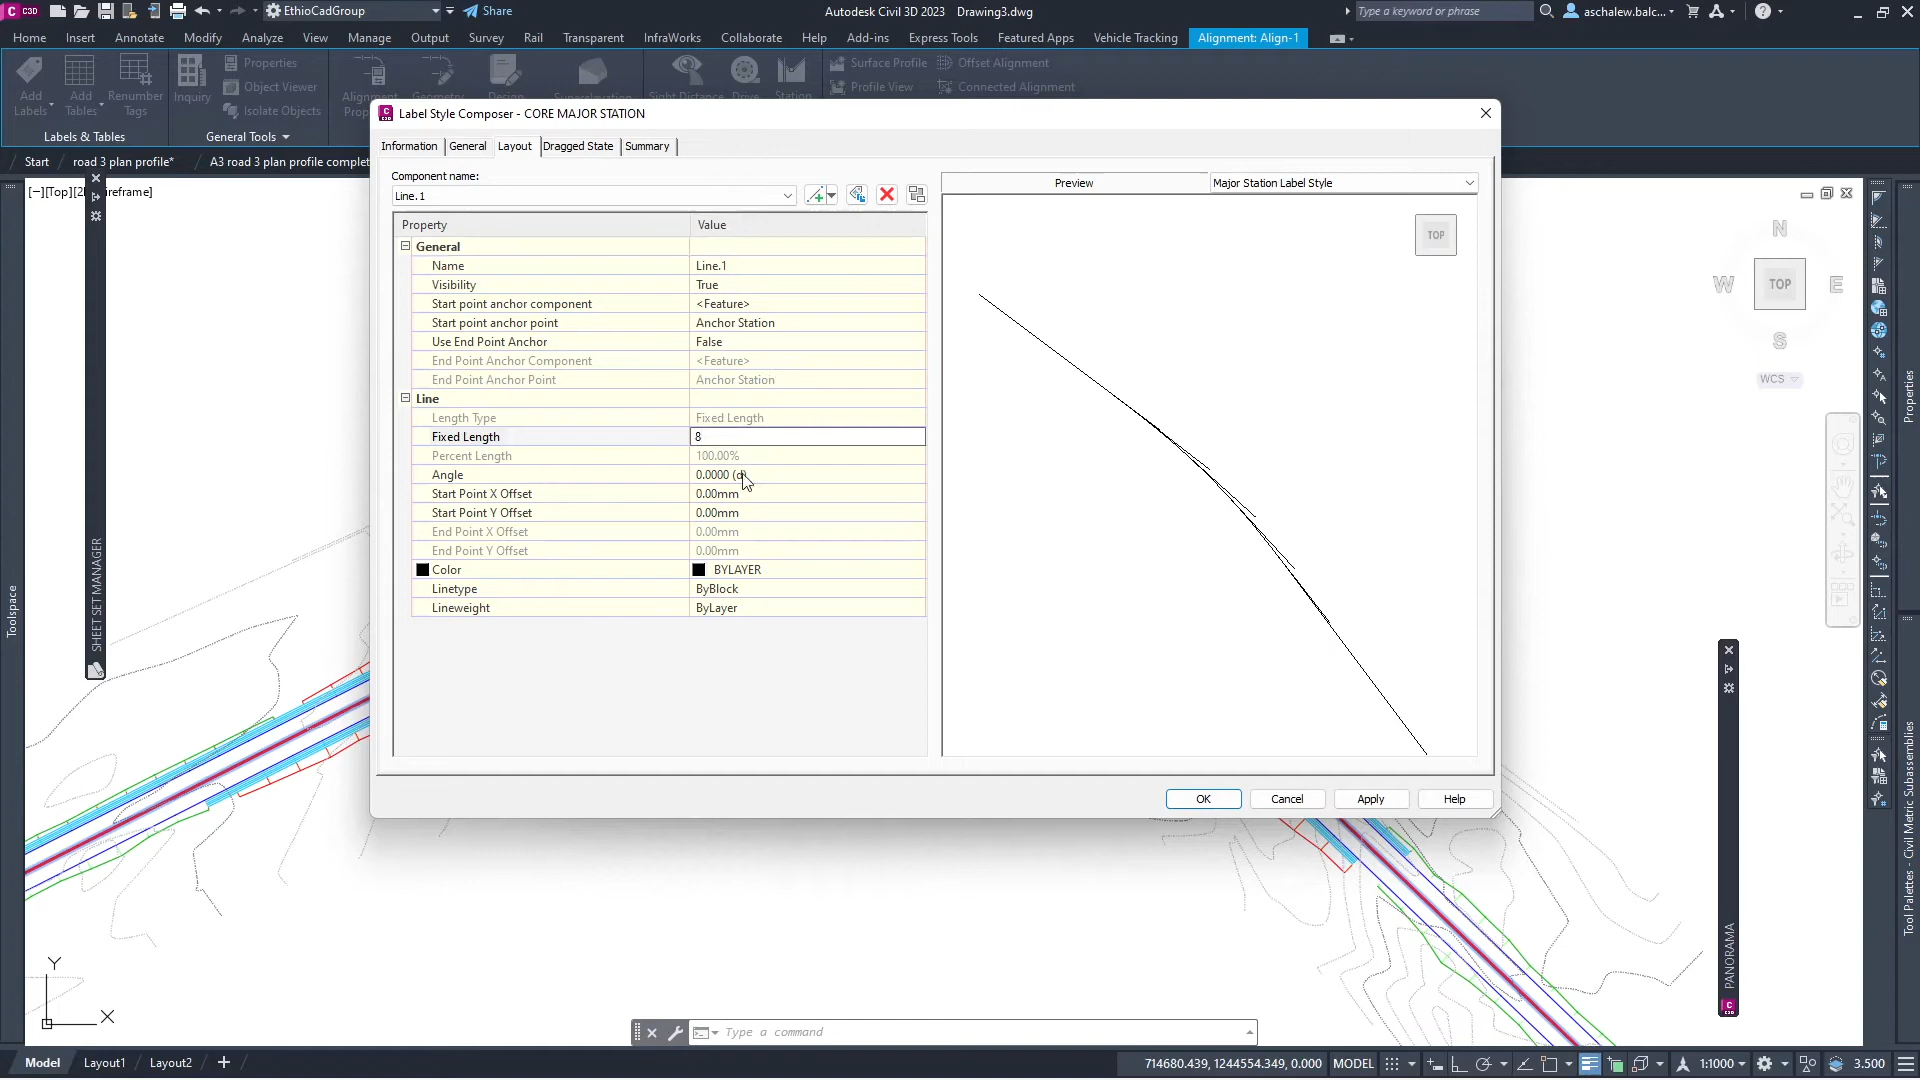 C3D EthioCadGroup Share Autodesk Civil 3D 2023 Drawing3.dwg Type a keyword or phrase aschalew.balc...
Home Insert Annotate Modify Analyze View Manage Output Survey Rail Transparent InfraWorks Collaborate Help Add-ins Express Tools Featured Apps Vehicle Tracking Alignment: Align-1
Properties Surface Profile Offset Alignment
Add Labels Add Tables Renumber Tags Inquiry Object Viewer Alignment Geometry Profile View Connected Alignment
Isolate Objects
Labels & Tables General Tools
Start road 3 plan profile* A3 road 3 plan profile complet
[−][Top][2
ireframe]
Label Style Composer - CORE MAJOR STATION
Information General Layout Dragged State Summary
Component name:
Line.1
Preview Major Station Label Style
TOP
Property Value
General
Name Line.1
Visibility True
Start point anchor component <Feature>
Start point anchor point Anchor Station
Use End Point Anchor False
End Point Anchor Component <Feature>
End Point Anchor Point Anchor Station
Line
Length Type Fixed Length
Fixed Length 8
Percent Length 100.00%
Angle 0.0000 (d)
Start Point X Offset 0.00mm
Start Point Y Offset 0.00mm
End Point X Offset 0.00mm
End Point Y Offset 0.00mm
Color BYLAYER
Linetype ByBlock
Lineweight ByLayer
OK Cancel Apply Help
N
W TOP E
S
WCS
Toolspace
SHEET SET MANAGER
PANORAMA
Properties
Tool Palettes - Civil Metric Subassemblies
Y
X
Type a command
Model Layout1 Layout2 + 714680.439, 1244554.349, 0.000 MODEL 1:1000 3.500